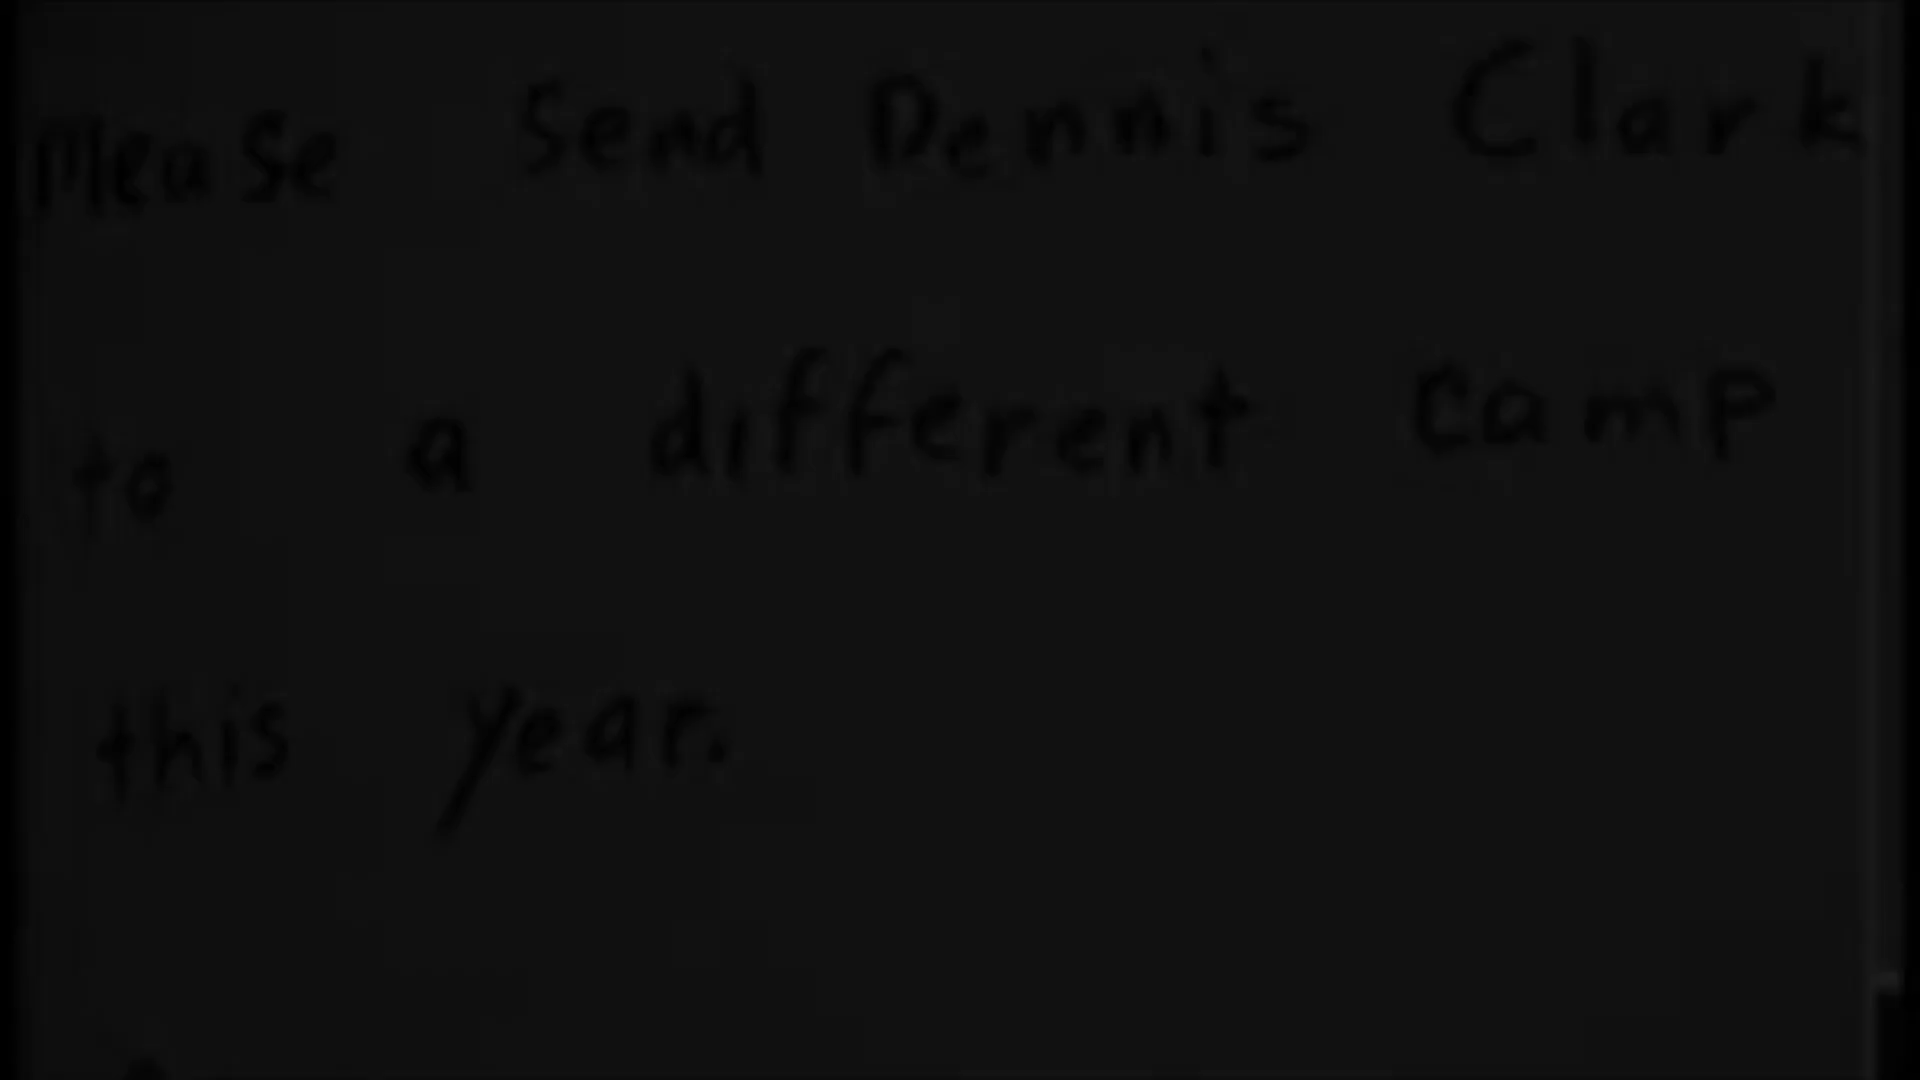 Please Send Dennis Clark
to a different camp
this year.